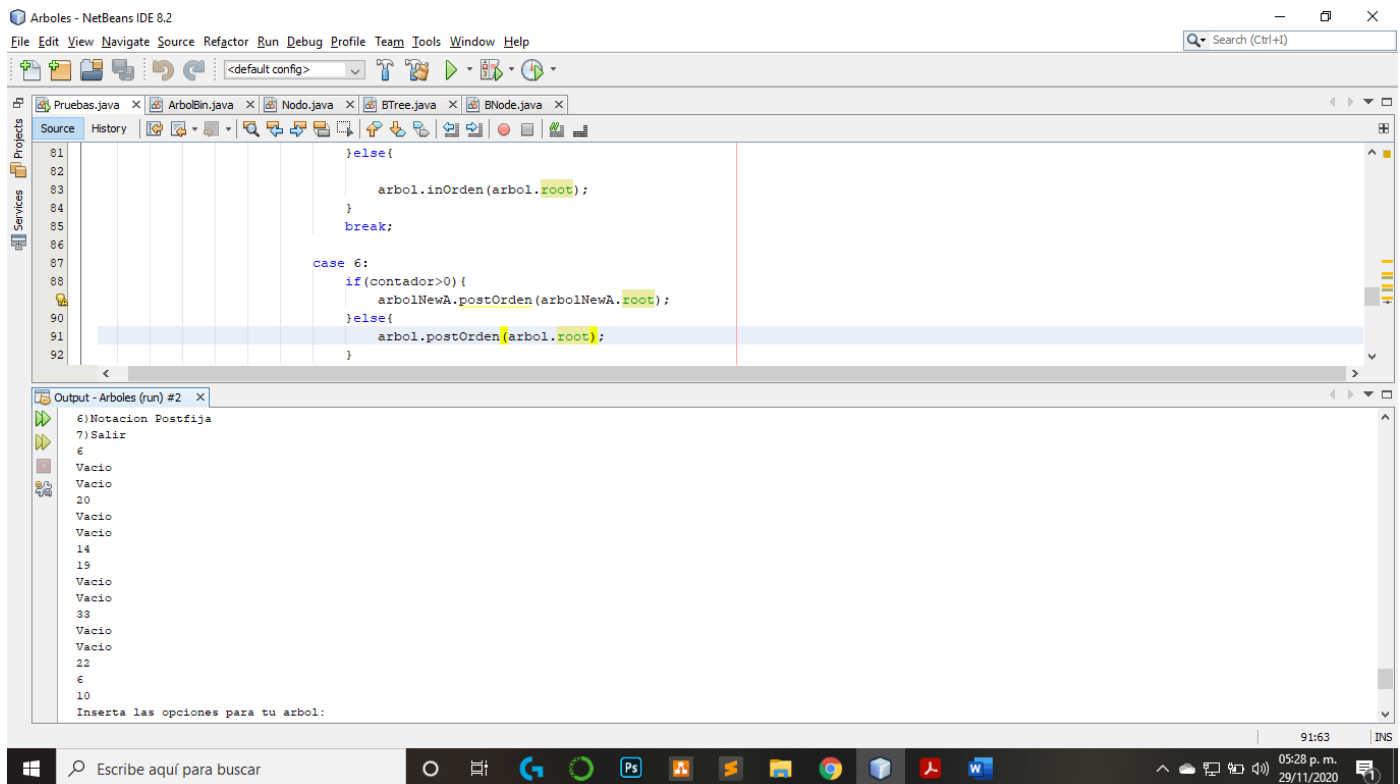 Arboles - NetBeans IDE 8.2
File Edit View Navigate Source Refactor Run Debug Profile Team Tools Window Help
Search (Ctrl+I)
<default config>
Pruebas.java ArbolBin.java Nodo.java BTree.java BNode.java
Source History
Projects
Services
81 }else{
82
83 arbol.inOrden(arbol.root);
84 }
85 break;
86
87 case 6:
88 if(contador>0){
arbolNewA.postOrden(arbolNewA.root);
90 }else{
91 arbol.postOrden(arbol.root);
92 }
Output - Arboles (run) #2
6)Notacion Postfija
7)Salir
6
Vacio
Vacio
20
Vacio
Vacio
14
19
Vacio
Vacio
33
Vacio
Vacio
22
6
10
Inserta las opciones para tu arbol:
91:63 INS
Escribe aquí para buscar
Ps
W
05:28 p. m.
29/11/2020
1